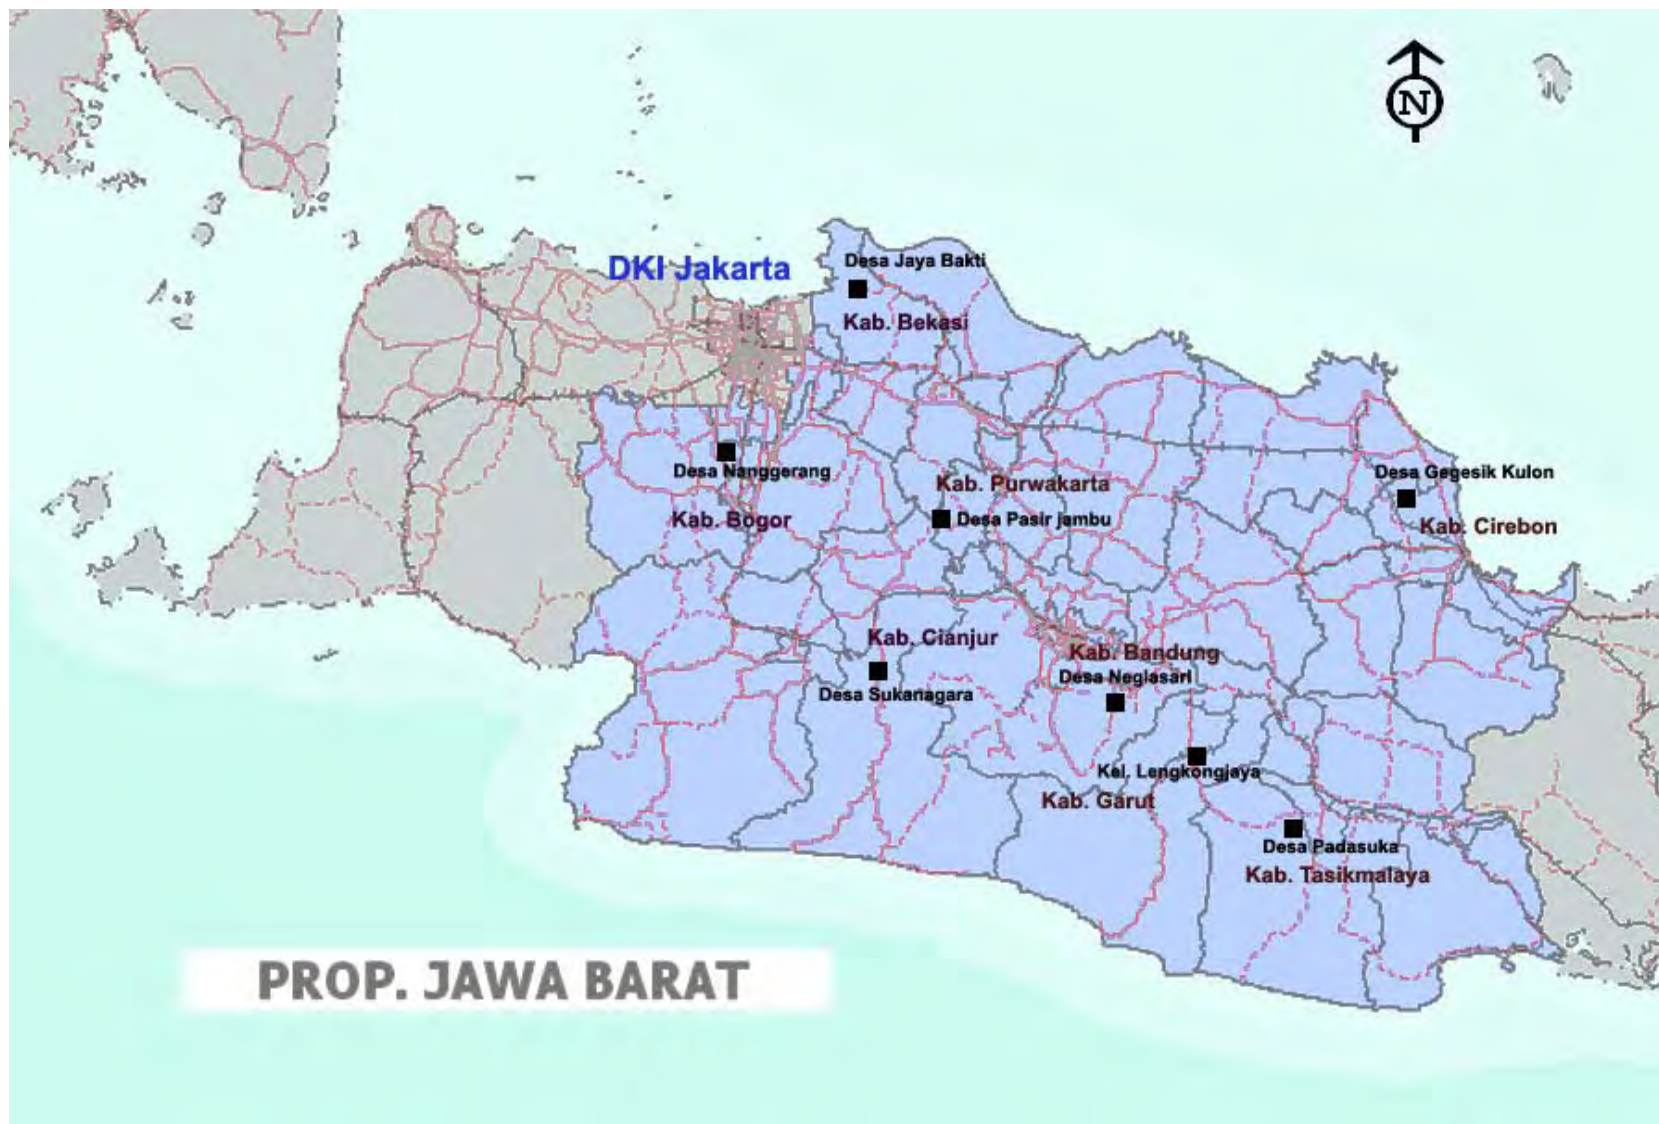 N
DKI Jakarta
Desa Jaya Bakti
Kab. Bekasi
Desa Nanggerang
Kab. Bogor
Kab. Purwakarta
Desa Pasir jambu
Desa Gegesik Kulon
Kab. Cirebon
Kab. Cianjur
Desa Sukanagara
Kab. Bandung
Desa Neglasari
Kel. Lengkongjaya
Kab. Garut
Desa Padasuka
Kab. Tasikmalaya
PROP. JAWA BARAT